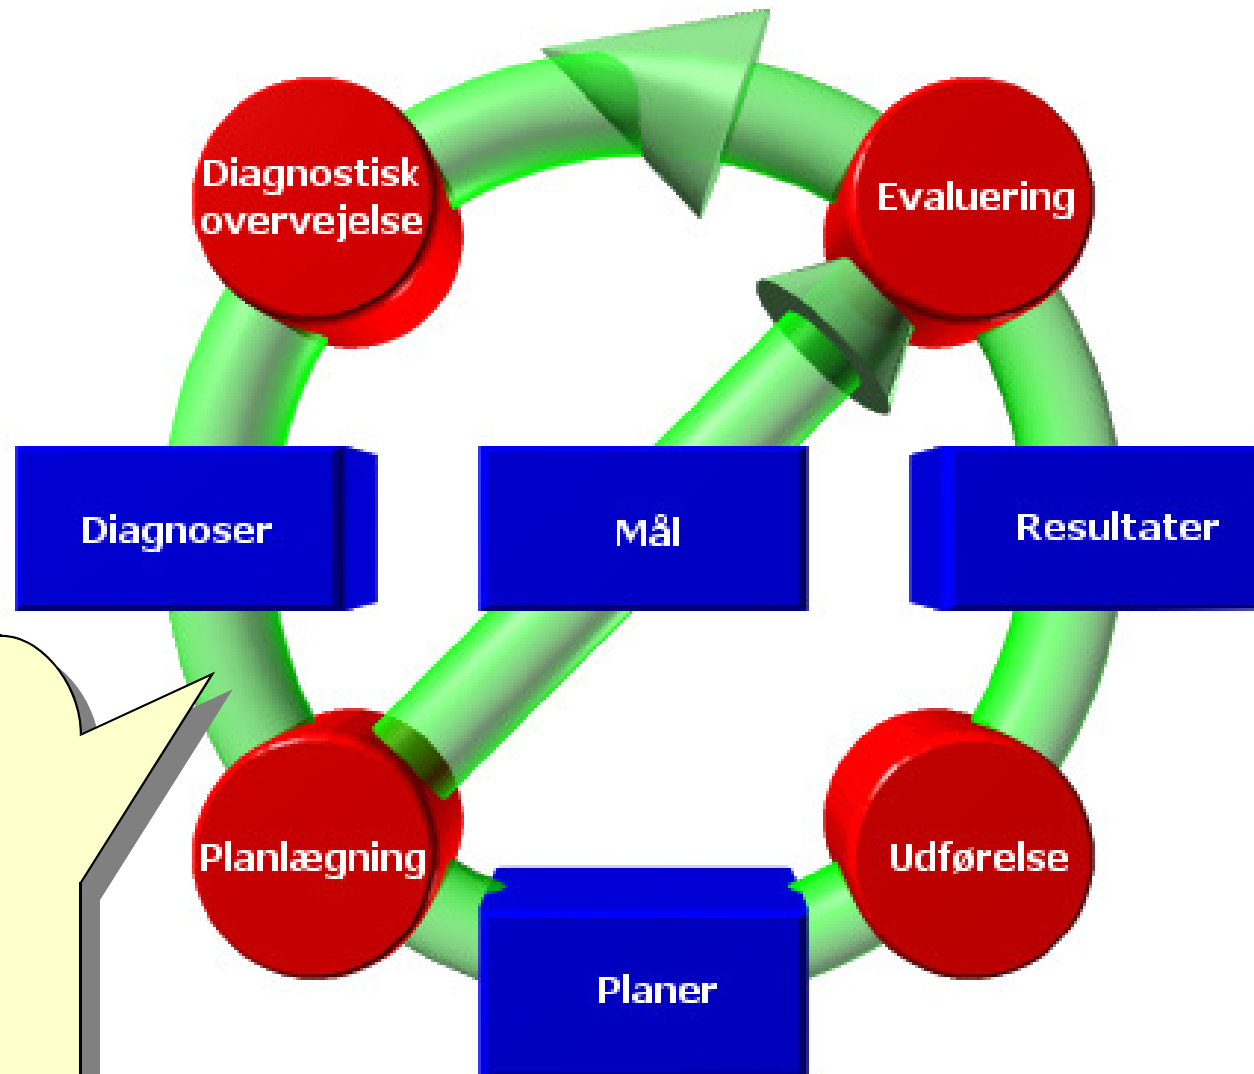 Diagnostisk
overvejelse
Evaluering
Diagnoser
Mål
Resultater
Planlægning
Udførelse
Planer